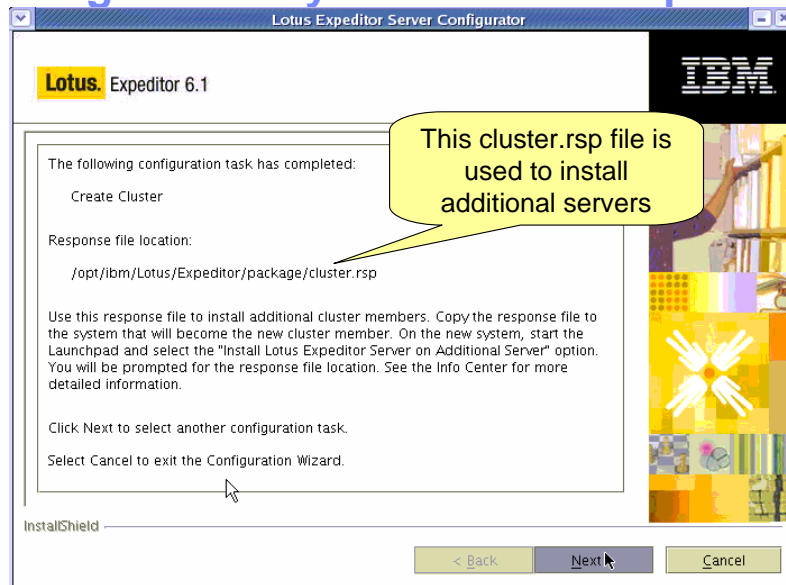 Lotus Expeditor Server Configurator
Lotus. Expeditor 6.1
IBM
This cluster.rsp file is
used to install
additional servers
The following configuration task has completed:
Create Cluster
Response file location:
/opt/ibm/Lotus/Expeditor/package/cluster.rsp
Use this response file to install additional cluster members. Copy the response file to
the system that will become the new cluster member. On the new system, start the
Launchpad and select the "Install Lotus Expeditor Server on Additional Server" option.
You will be prompted for the response file location. See the Info Center for more
detailed information.
Click Next to select another configuration task.
Select Cancel to exit the Configuration Wizard.
InstallShield
< Back
Next
Cancel